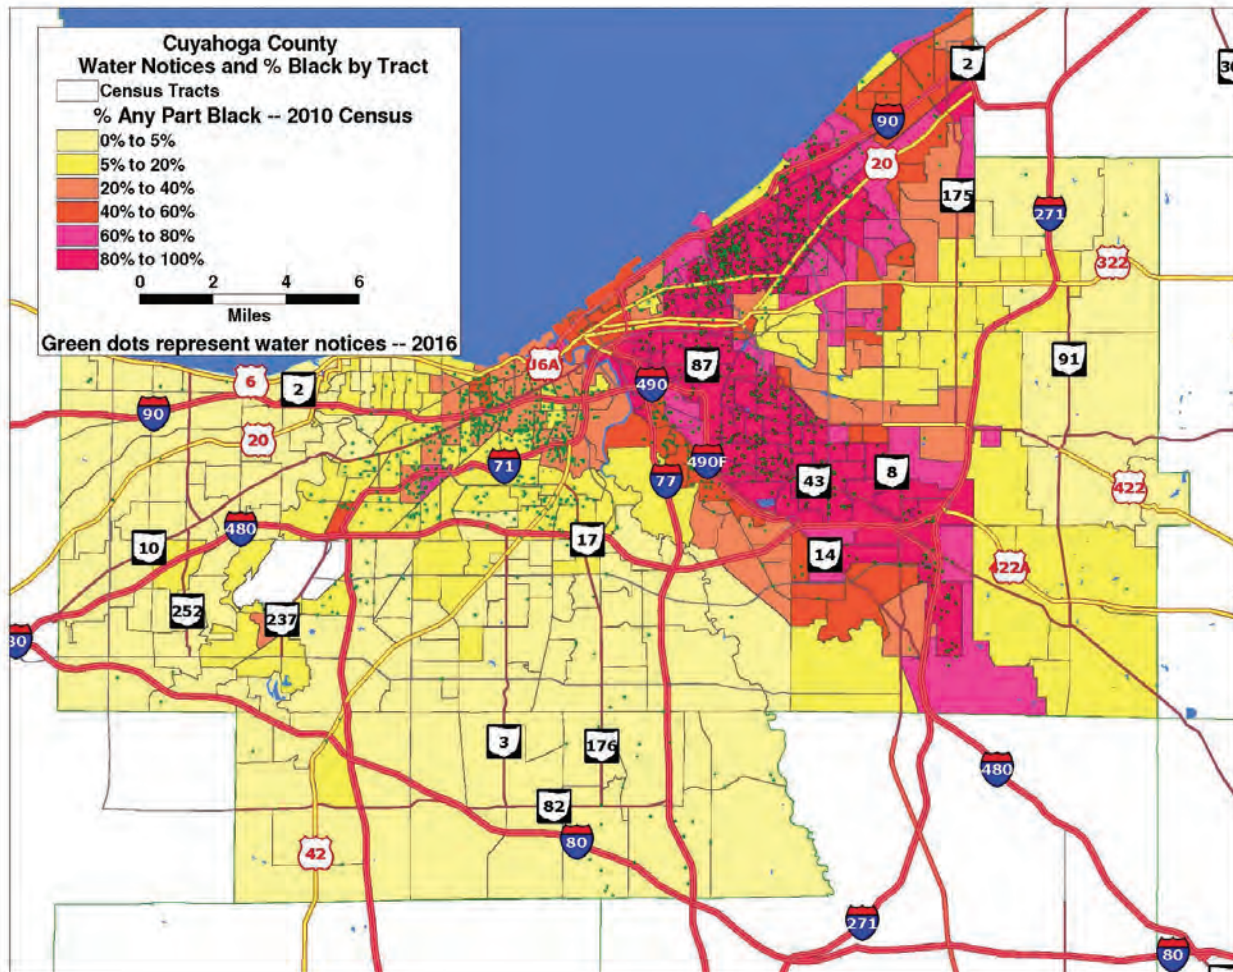 Cuyahoga County
Water Notices and % Black by Tract
Census Tracts
% Any Part Black -- 2010 Census
0% to 5%
5% to 20%
20% to 40%
40% to 60%
60% to 80%
80% to 100%
0 2 4 6
Miles
Green dots represent water notices -- 2016
2
90
20
175
271
322
6
2
J6A
490
87
91
90
20
71
490F
77
43
8
422
480
10
17
14
422A
252
237
80
3
176
480
82
80
42
271
80